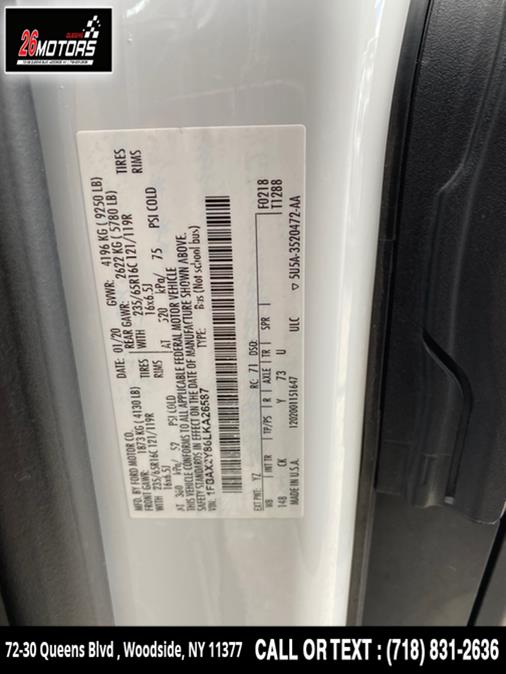 QUEENS
26MOTORS
MFD. BY FORD MOTOR CO.
DATE: 01/20
GVWR: 4196 KG ( 9250 LB)
FRONT GAWR: 1873 KG ( 4130 LB)
REAR GAWR: 2622 KG ( 5780 LB)
WITH 235/65R16C 121/119R TIRES
WITH 235/65R16C 121/119R TIRES
16x6.5J RIMS
16x6.5J RIMS
AT 360 kPa/ 52 PSI COLD
AT 520 kPa/ 75 PSI COLD
THIS VEHICLE CONFORMS TO ALL APPLICABLE FEDERAL MOTOR VEHICLE
SAFETY STANDARDS IN EFFECT ON THE DATE OF MANUFACTURE SHOWN ABOVE.
VIN: 1FBAX2Y86LKA26587
Bus (Not school bus)
EXT PNT: YZ
RC: 71 DSO: F0218
WB INT TR TP/PS R AXLE TR SPR T1288
148 CK Y 73 U
MADE IN U.S.A. 1202001151647 ULC 5U5A-3520472-AA
72-30 Queens Blvd , Woodside, NY 11377 CALL OR TEXT : (718) 831-2636